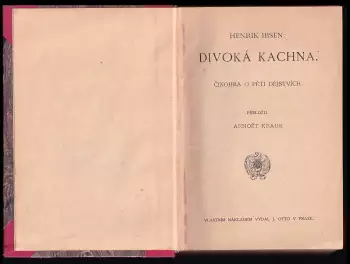 HENRIK IBSEN
DIVOKÁ KACHNA.
ČINOHRA O PĚTI DĚJSTVÍCH.
PŘELOŽIL
ARNOŠT KRAUS
VLASTNÍM NÁKLADEM VYDAL J. OTTO V PRAZE.